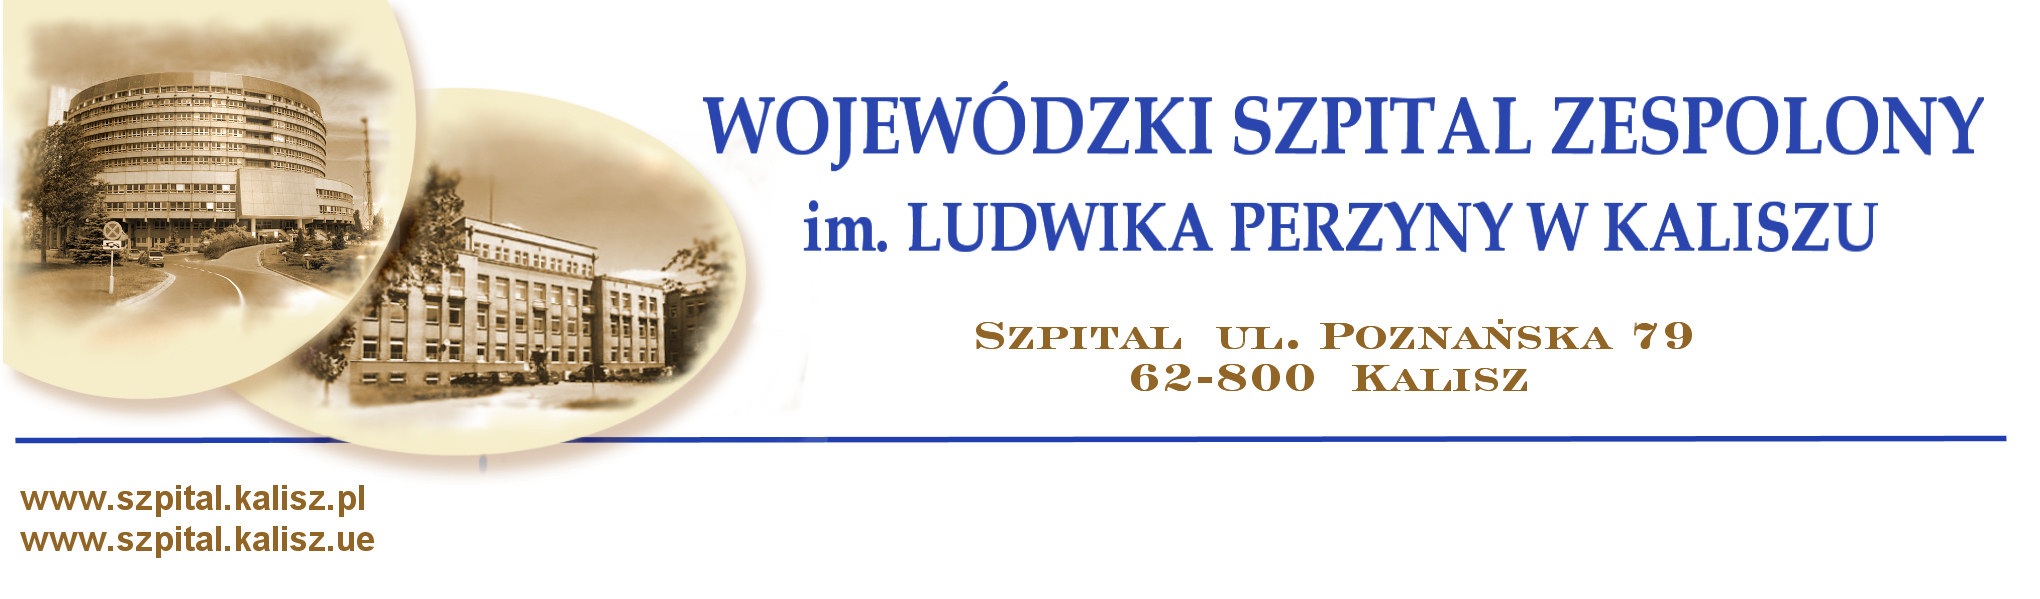 WOJEWÓDZKI SZPITAL ZESPOLONY
im. LUDWIKA PERZYNY W KALISZU
SZPITAL UL. POZNAŃSKA 79
62-800 KALISZ
www.szpital.kalisz.pl
www.szpital.kalisz.ue